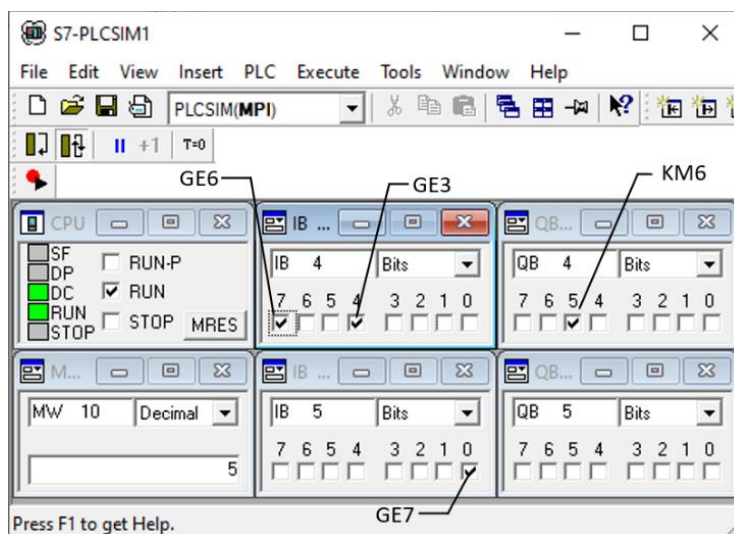 S7-PLCSIM1
File Edit View Insert PLC Execute Tools Window Help
PLCSIM(MPI)
+1 T=0
GE6 GE3 KM6
CPU IB ... QB...
SF
DP
DC
RUN
STOP
RUN-P
RUN
STOP MRES
IB 4 Bits
7 6 5 4 3 2 1 0
QB 4 Bits
7 6 5 4 3 2 1 0
M... IB ... QB...
MW 10 Decimal
5
IB 5 Bits
7 6 5 4 3 2 1 0
QB 5 Bits
7 6 5 4 3 2 1 0
GE7
Press F1 to get Help.